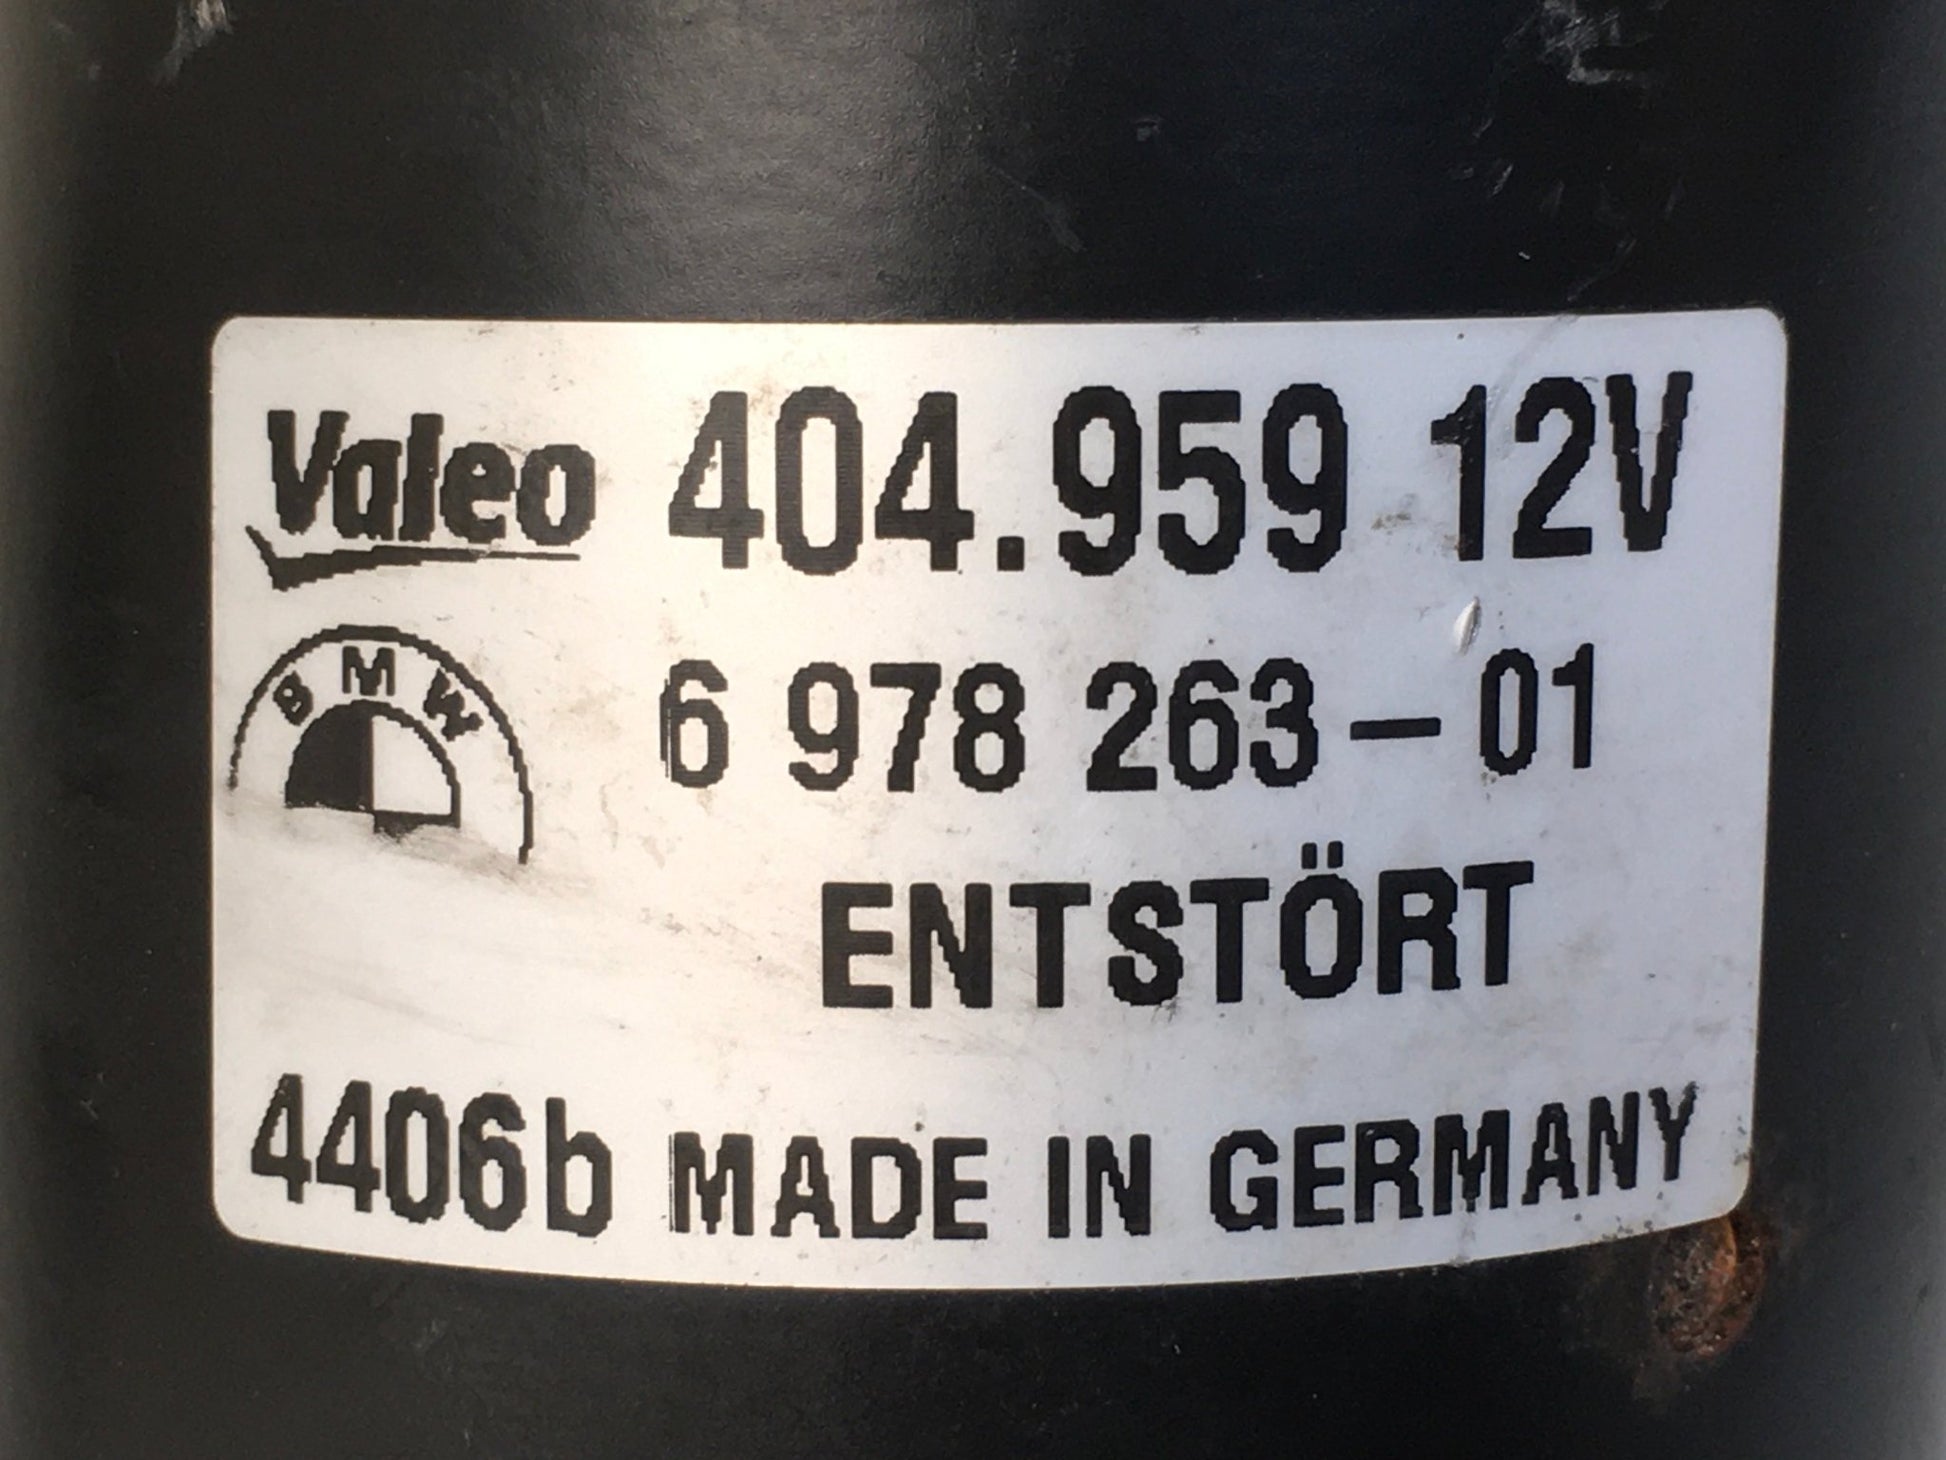 Valeo 404.959 12V
BMW 6 978 263-01
ENTSTÖRT
4406b MADE IN GERMANY